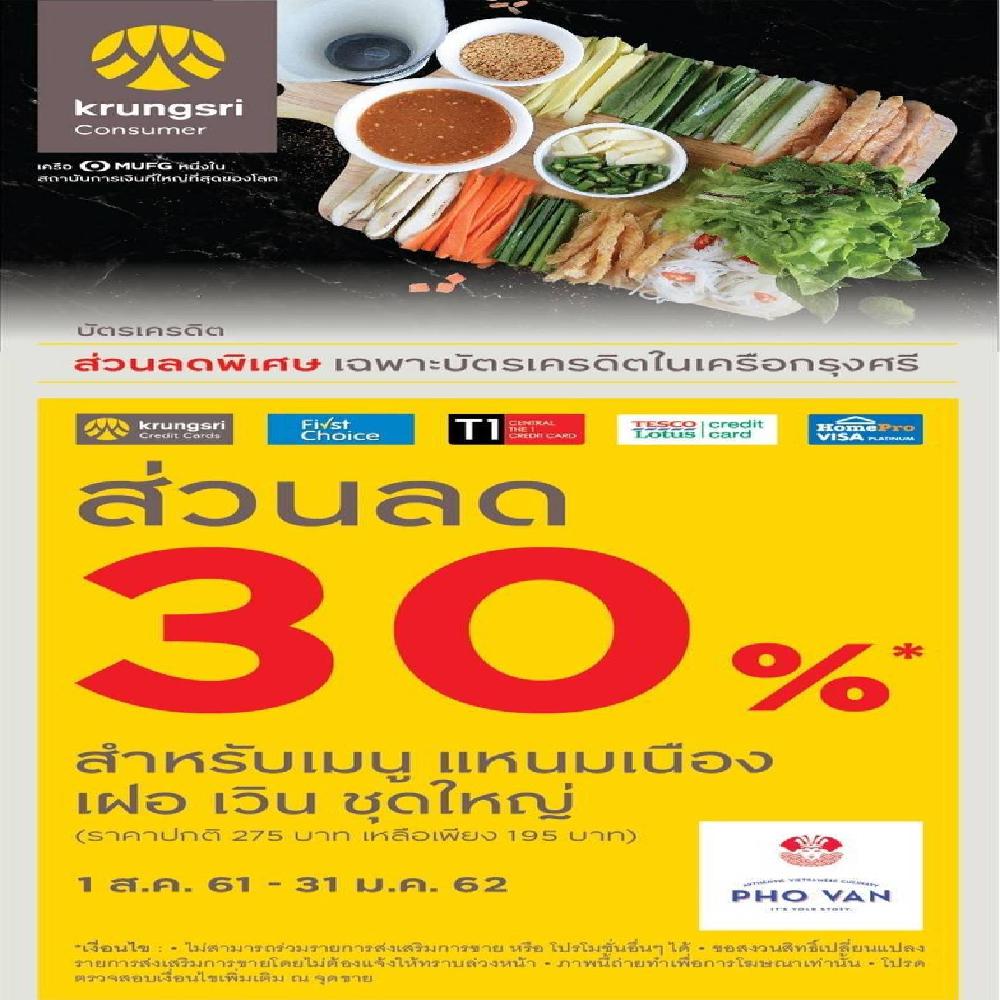 krungsri
Consumer
เครือ MUFG หนึ่งใน
สถาบันการเงินที่ใหญ่ที่สุดของโลก
บัตรเครดิต
ส่วนลดพิเศษ เฉพาะบัตรเครดิตในเครือกรุงศรี
krungsri
Credit Cards
First
Choice
T1 CENTRAL
THE 1
CREDIT CARD
TESCO
Lotus
credit
card
HomePro
VISA PLATINUM
ส่วนลด
30%*
สำหรับเมนู แหนมเนือง
เฝอ เวิน ชุดใหญ่
(ราคาปกติ 275 บาท เหลือเพียง 195 บาท)
1 ส.ค. 61 - 31 ม.ค. 62
AUTHENTIC VIETNAMESE CULINARY
PHO VAN
IT'S YOUR STORY.
*เงื่อนไข : • ไม่สามารถร่วมรายการส่งเสริมการขาย หรือ โปรโมชั่นอื่นๆ ได้ • ขอสงวนสิทธิ์เปลี่ยนแปลง
รายการส่งเสริมการขายโดยไม่ต้องแจ้งให้ทราบล่วงหน้า • ภาพนี้ถ่ายทำเพื่อการโฆษณาเท่านั้น • โปรด
ตรวจสอบเงื่อนไขเพิ่มเติม ณ จุดขาย